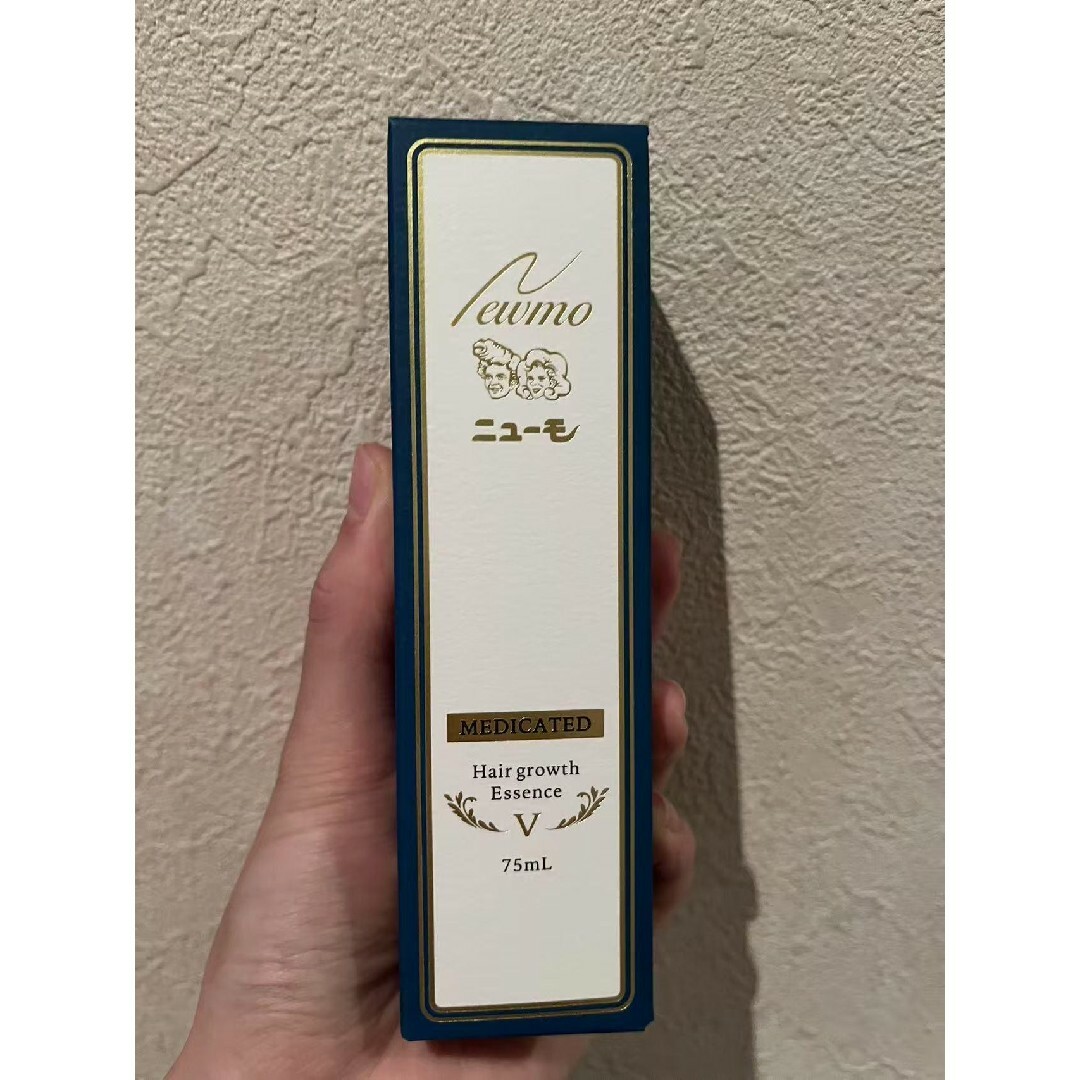 Newmo
ニューモ
MEDICATED
Hair growth
Essence
V
75mL